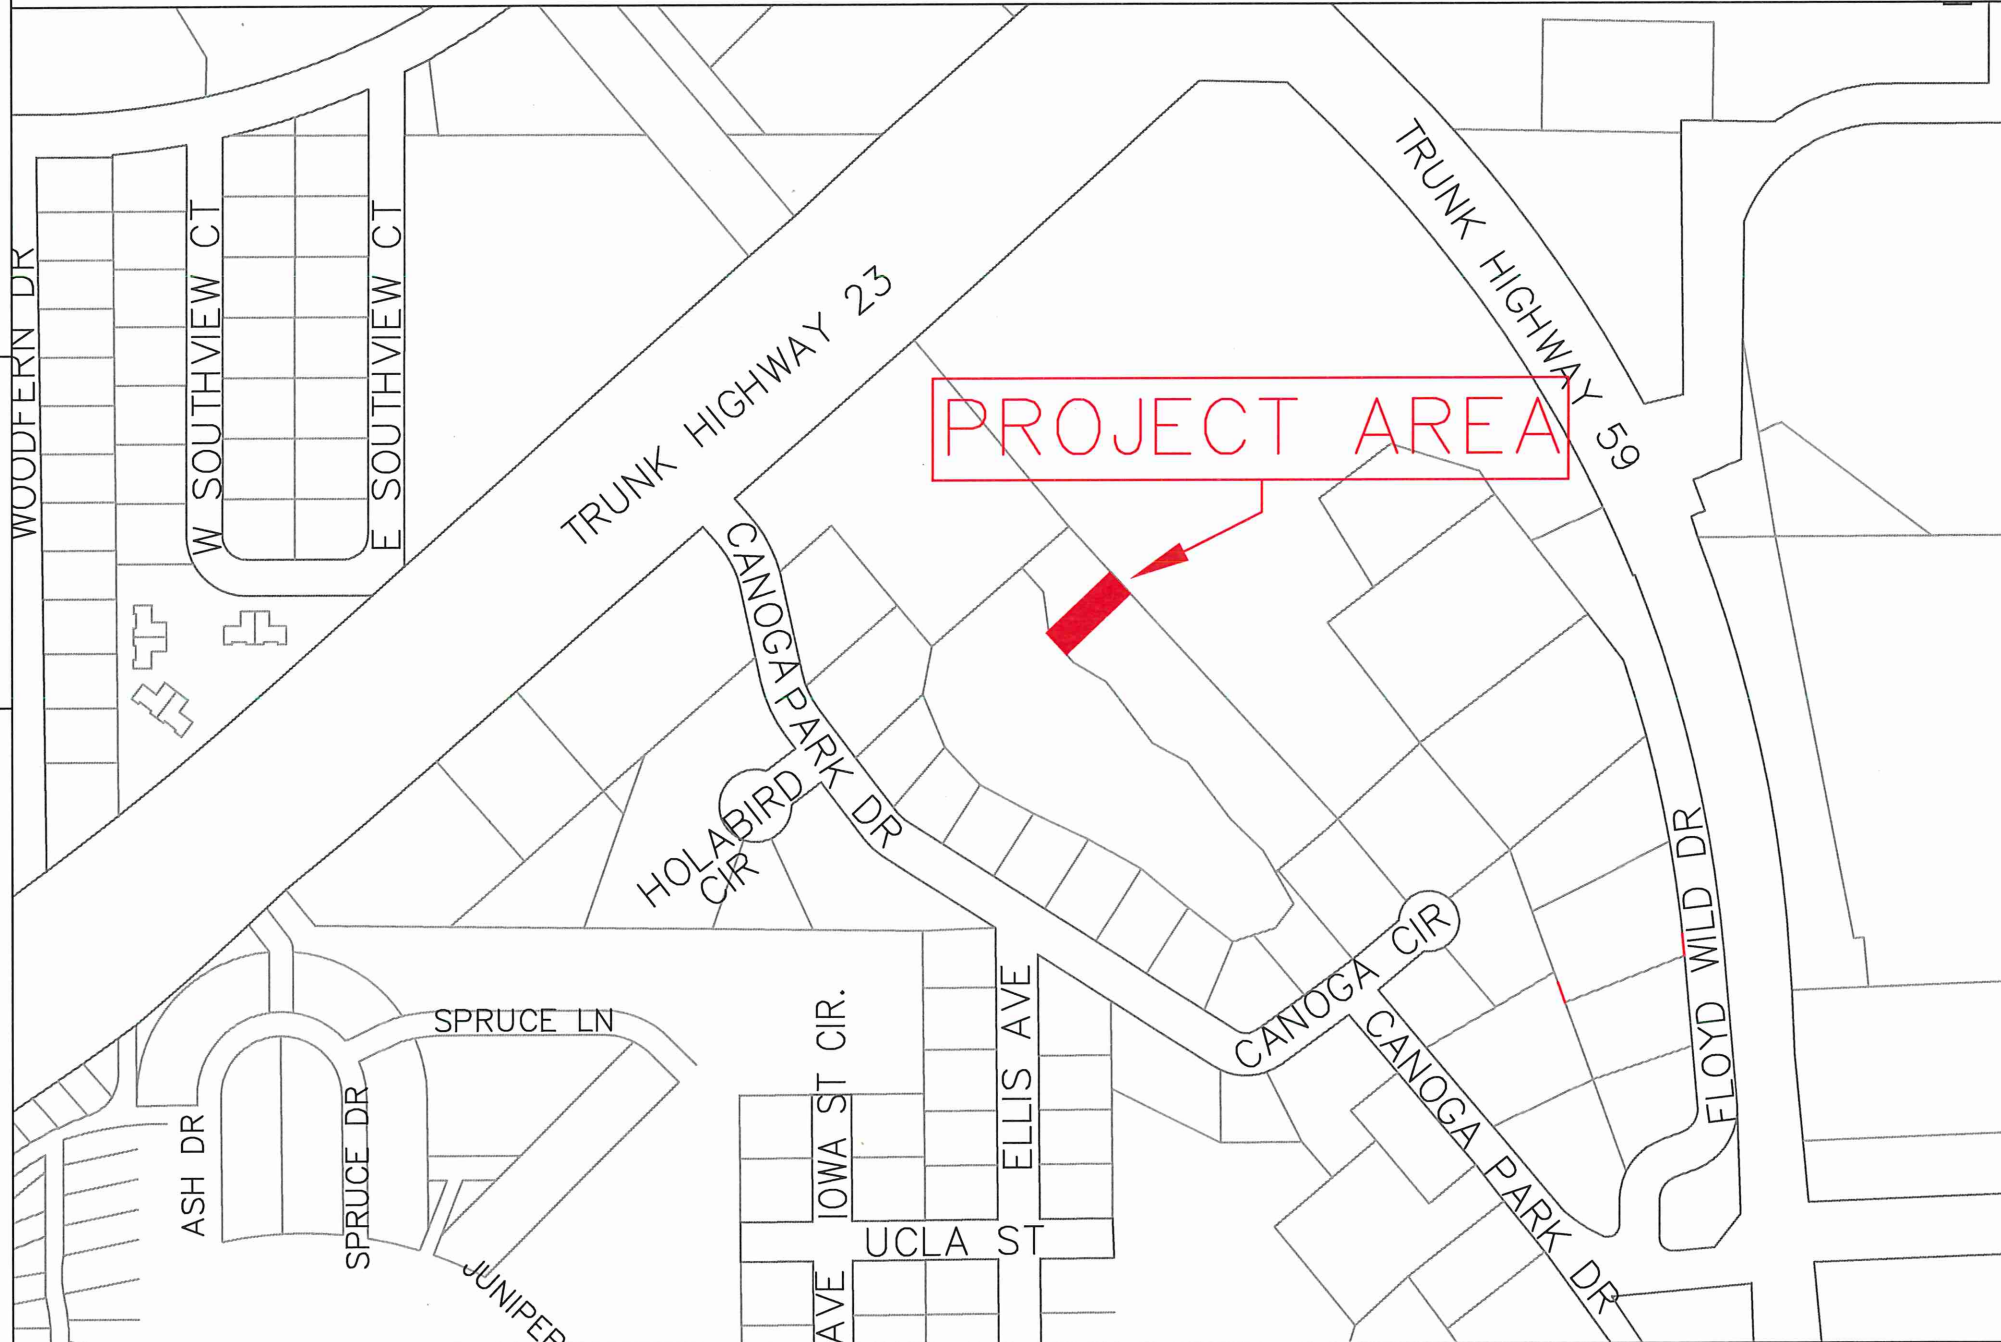 TRUNK HIGHWAY 59
WOODFERN DR
W SOUTHVIEW CT
E SOUTHVIEW CT
TRUNK HIGHWAY 23
PROJECT AREA
CANOGA PARK DR
HOLABIRD
CIR
FLOYD WILD DR
CANOGA CIR
SPRUCE LN
IOWA ST CIR.
ELLIS AVE
CANOGA PARK DR
ASH DR
SPRUCE DR
UCLA ST
JUNIPER
AVE